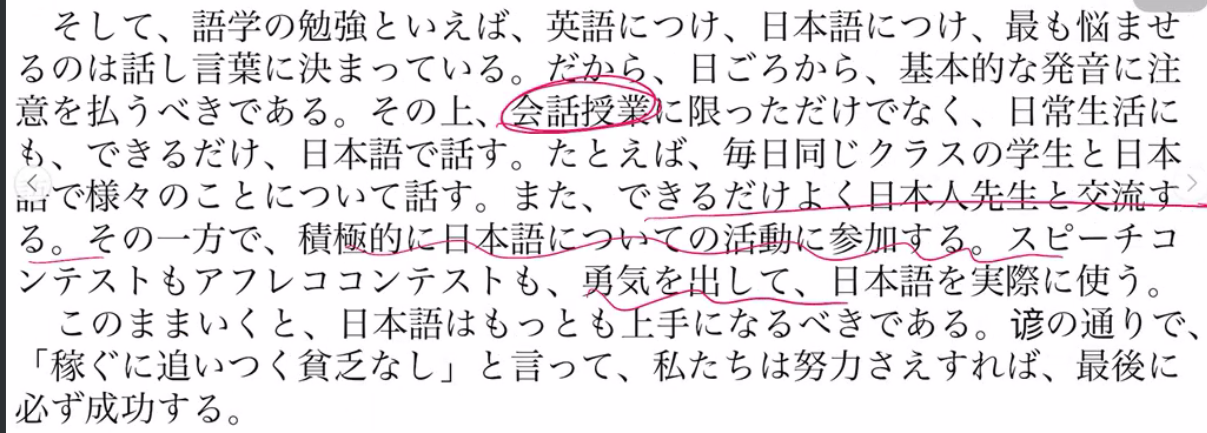 そして、語学の勉強といえば、英語につけ、日本語につけ、最も悩ませ
るのは話し言葉に決まっている。だから、日ごろから、基本的な発音に注
意を払うべきである。その上、会話授業に限っただけでなく、日常生活に
も、できるだけ、日本語で話す。たとえば、毎日同じクラスの学生と日本
語で様々のことについて話す。また、できるだけよく日本人先生と交流す
る。その一方で、積極的に日本語についての活動に参加する。スピーチコ
ンテストもアフレココンテストも、勇気を出して、日本語を実際に使う。
このままいくと、日本語はもっとも上手になるべきである。諺の通りで、
「稼ぐに追いつく貧乏なし」と言って、私たちは努力さえすれば、最後に
必ず成功する。